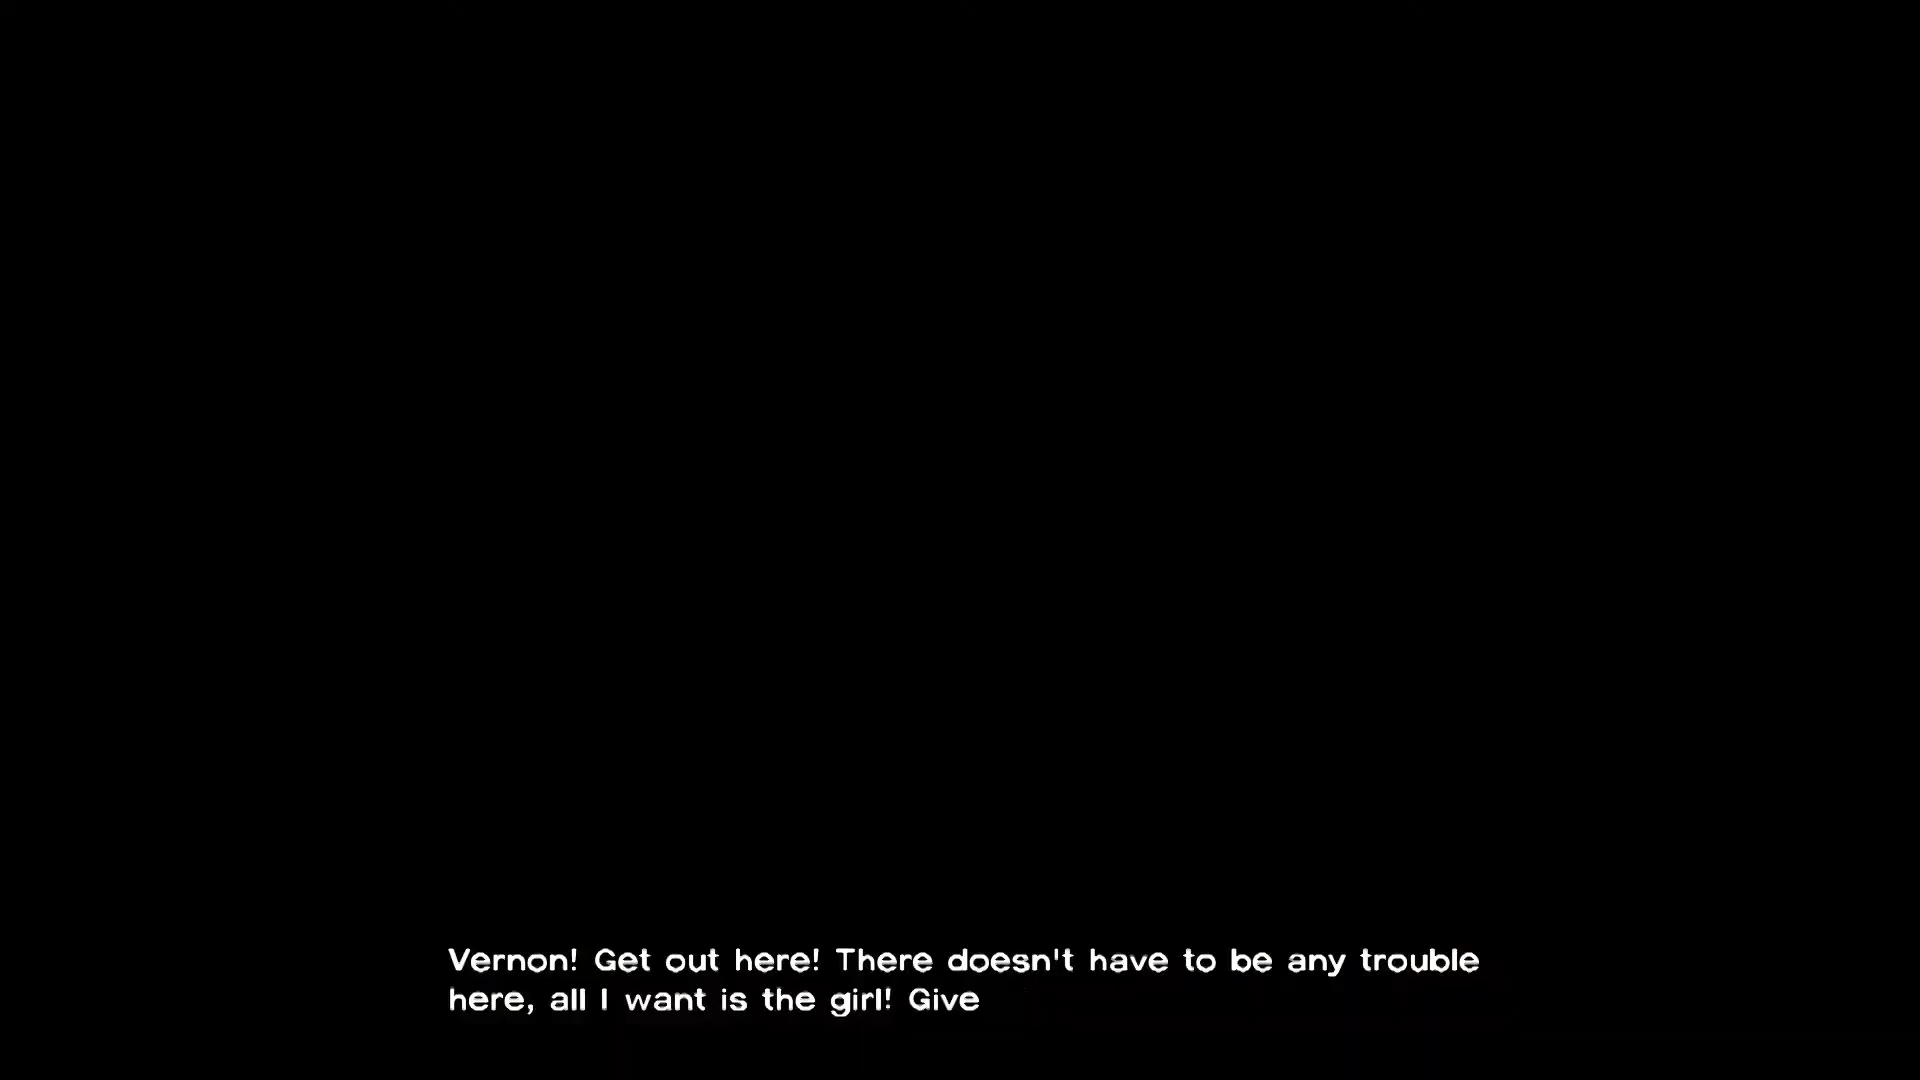 Vernon! Get out here! There doesn't have to be any trouble
here, all I want is the girl! Give